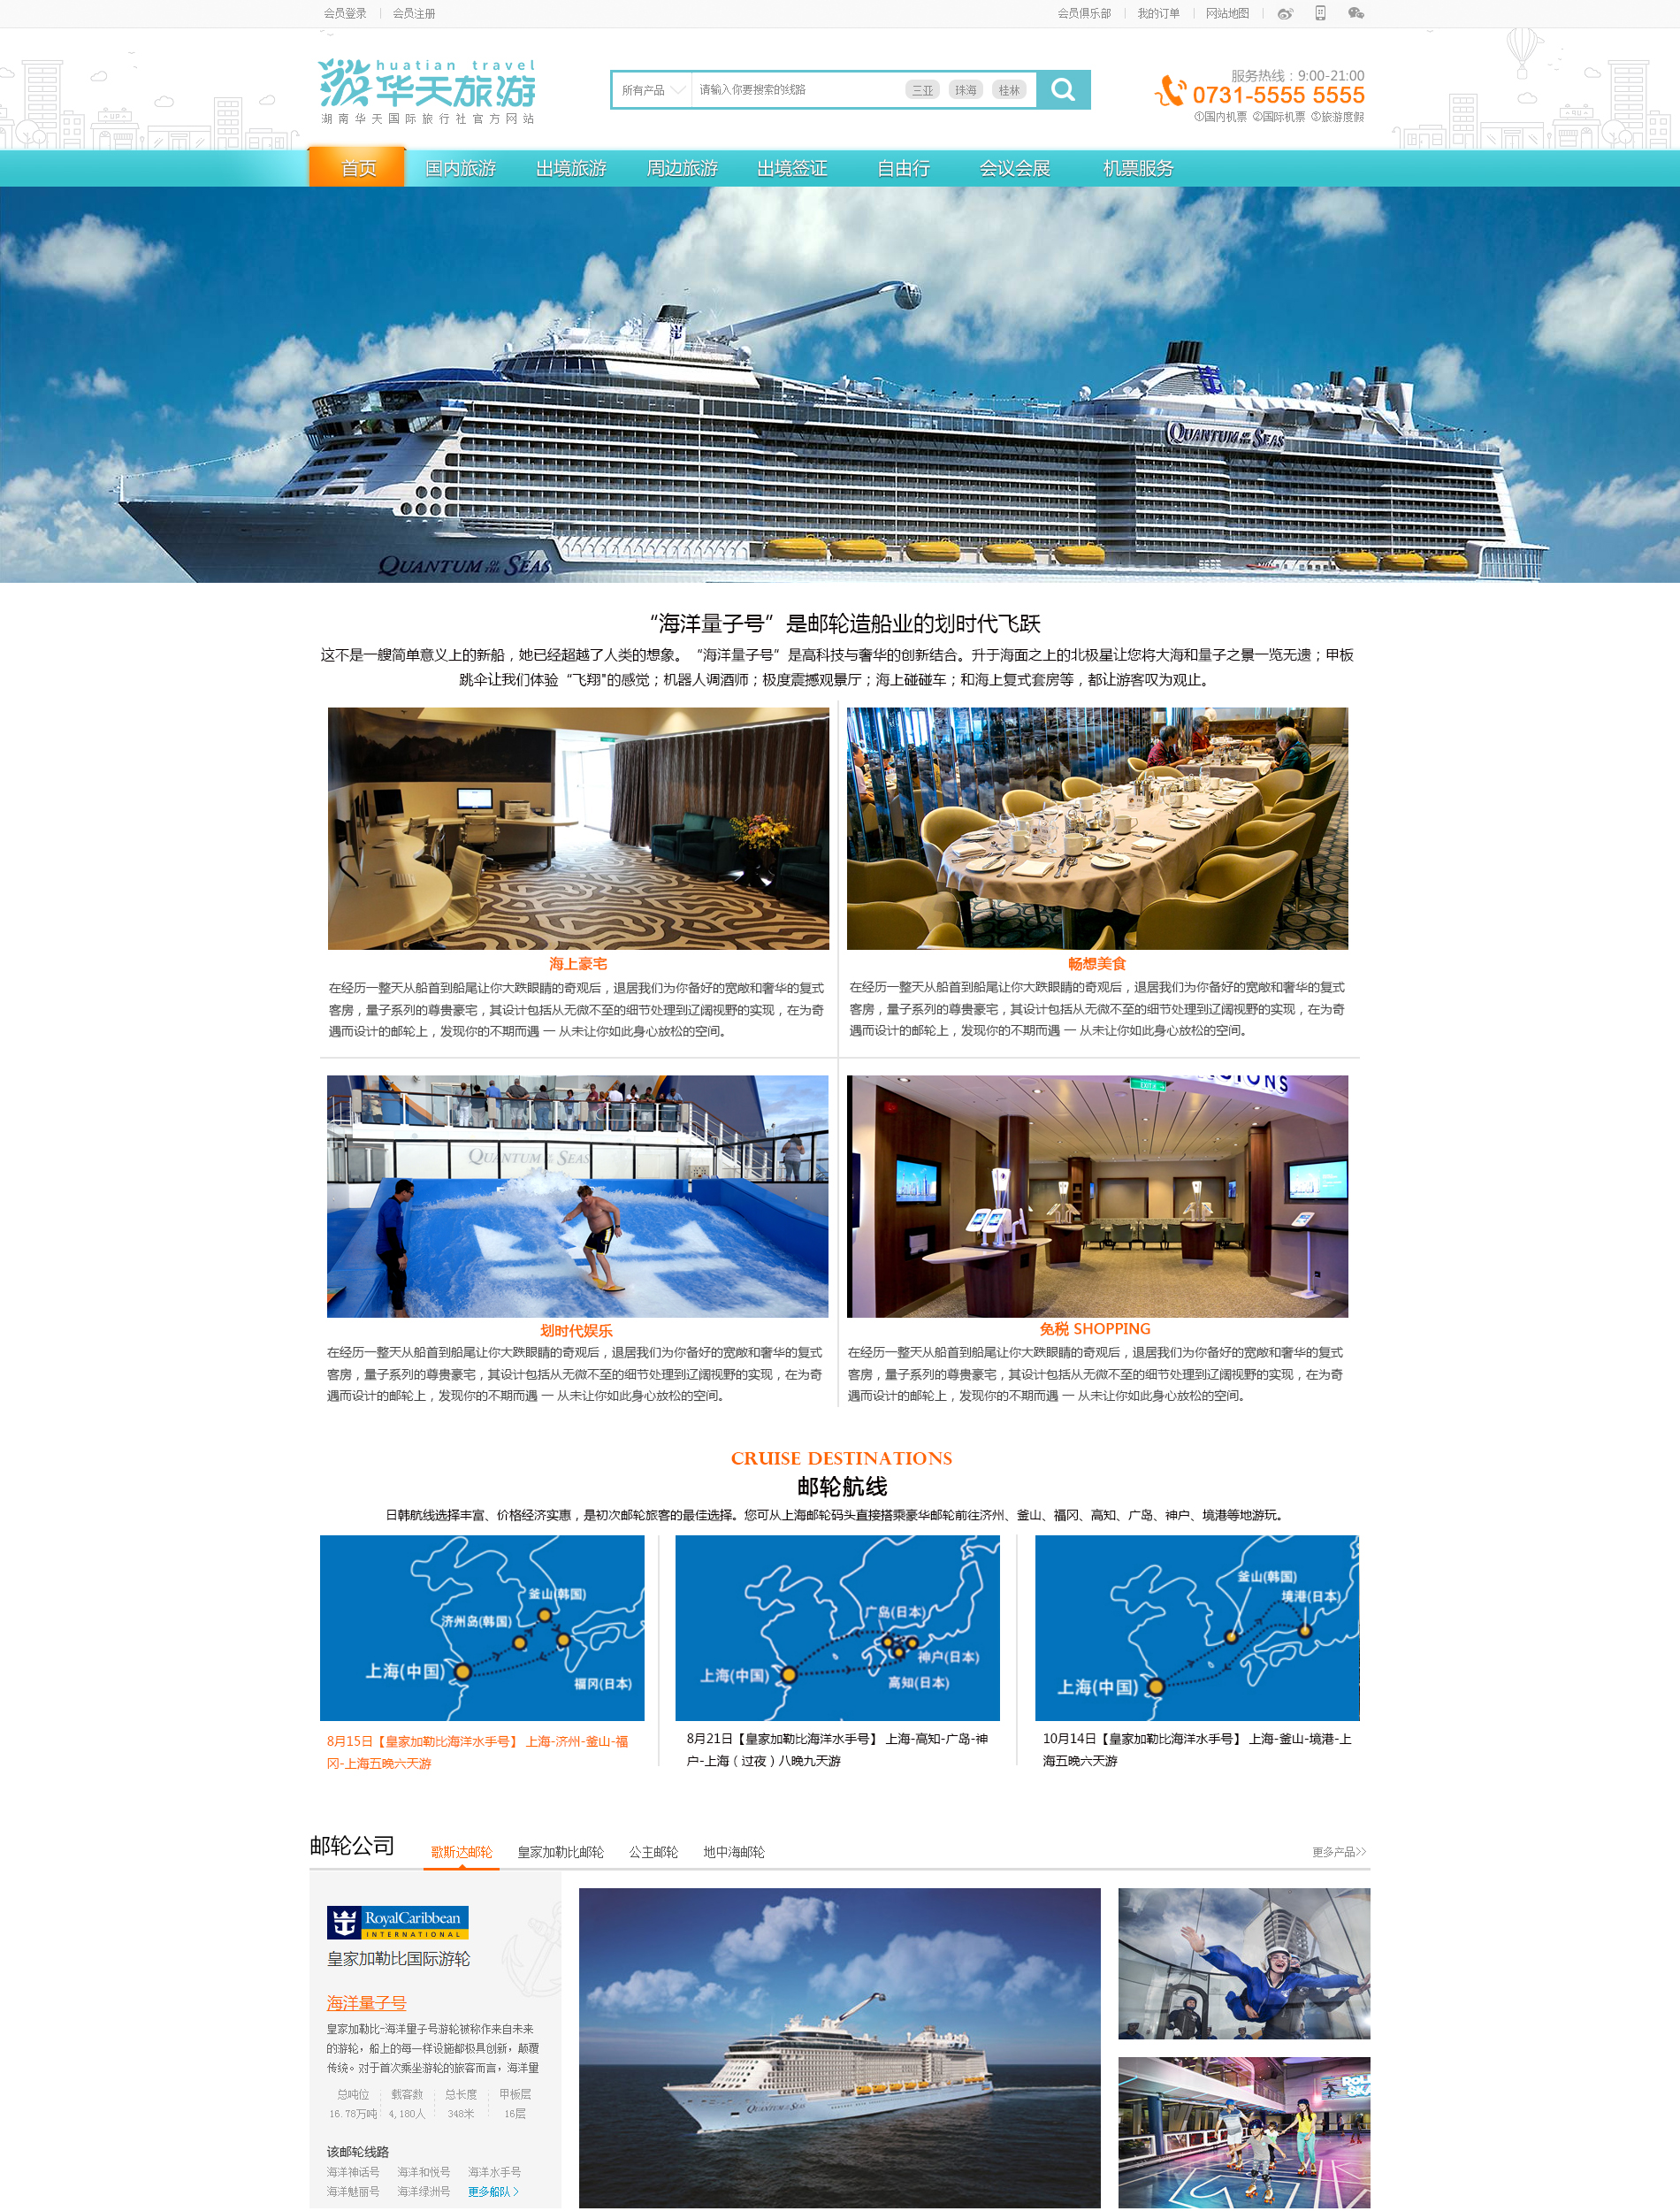 会员登录 | 会员注册
会员俱乐部 | 我的订单 | 网站地图 |
huatian travel
游华天旅游
湖南华天国际旅行社官方网站
所有产品 请输入你要搜索的线路 三亚 珠海 桂林
服务热线：9:00-21:00
0731-5555 5555
①国内机票 ②国际机票 ③旅游度假
首页 国内旅游 出境旅游 周边旅游 出境签证 自由行 会议会展 机票服务
QUANTUM OF THE SEAS
QUANTUM OF THE SEAS
“海洋量子号”是邮轮造船业的划时代飞跃
这不是一艘简单意义上的新船，她已经超越了人类的想象。“海洋量子号”是高科技与奢华的创新结合。升于海面之上的北极星让您将大海和量子之景一览无遗；甲板
跳伞让我们体验“飞翔"的感觉；机器人调酒师；极度震撼观景厅；海上碰碰车；和海上复式套房等，都让游客叹为观止。
海上豪宅
在经历一整天从船首到船尾让你大跌眼睛的奇观后，退居我们为你备好的宽敞和奢华的复式
客房，量子系列的尊贵豪宅，其设计包括从无微不至的细节处理到辽阔视野的实现，在为奇
遇而设计的邮轮上，发现你的不期而遇 — 从未让你如此身心放松的空间。
畅想美食
在经历一整天从船首到船尾让你大跌眼睛的奇观后，退居我们为你备好的宽敞和奢华的复式
客房，量子系列的尊贵豪宅，其设计包括从无微不至的细节处理到辽阔视野的实现，在为奇
遇而设计的邮轮上，发现你的不期而遇 — 从未让你如此身心放松的空间。
QUANTUM OF THE SEAS
划时代娱乐
在经历一整天从船首到船尾让你大跌眼睛的奇观后，退居我们为你备好的宽敞和奢华的复式
客房，量子系列的尊贵豪宅，其设计包括从无微不至的细节处理到辽阔视野的实现，在为奇
遇而设计的邮轮上，发现你的不期而遇 — 从未让你如此身心放松的空间。
免税 SHOPPING
在经历一整天从船首到船尾让你大跌眼睛的奇观后，退居我们为你备好的宽敞和奢华的复式
客房，量子系列的尊贵豪宅，其设计包括从无微不至的细节处理到辽阔视野的实现，在为奇
遇而设计的邮轮上，发现你的不期而遇 — 从未让你如此身心放松的空间。
CRUISE DESTINATIONS
邮轮航线
日韩航线选择丰富、价格经济实惠，是初次邮轮旅客的最佳选择。您可从上海邮轮码头直接搭乘豪华邮轮前往济州、釜山、福冈、高知、广岛、神户、境港等地游玩。
釜山(韩国)
济州岛(韩国)
上海(中国)
福冈(日本)
广岛(日本)
神户(日本)
上海(中国)
高知(日本)
釜山(韩国)
境港(日本)
上海(中国)
8月15日【皇家加勒比海洋水手号】 上海-济州-釜山-福
冈-上海五晚六天游
8月21日【皇家加勒比海洋水手号】 上海-高知-广岛-神
户-上海（过夜）八晚九天游
10月14日【皇家加勒比海洋水手号】 上海-釜山-境港-上
海五晚六天游
邮轮公司 歌斯达邮轮 皇家加勒比邮轮 公主邮轮 地中海邮轮 更多产品>>
RoyalCaribbean
INTERNATIONAL
皇家加勒比国际游轮
海洋量子号
皇家加勒比-海洋量子号游轮被称作来自未来
的游轮，船上的每一样设施都极具创新，颠覆
传统。对于首次乘坐游轮的旅客而言，海洋量
总吨位 载客数 总长度 甲板层
16.78万吨 4,180人 348米 16层
该邮轮线路
海洋神话号 海洋和悦号 海洋水手号
海洋魅丽号 海洋绿洲号 更多船队>
QUANTUM OF THE SEAS